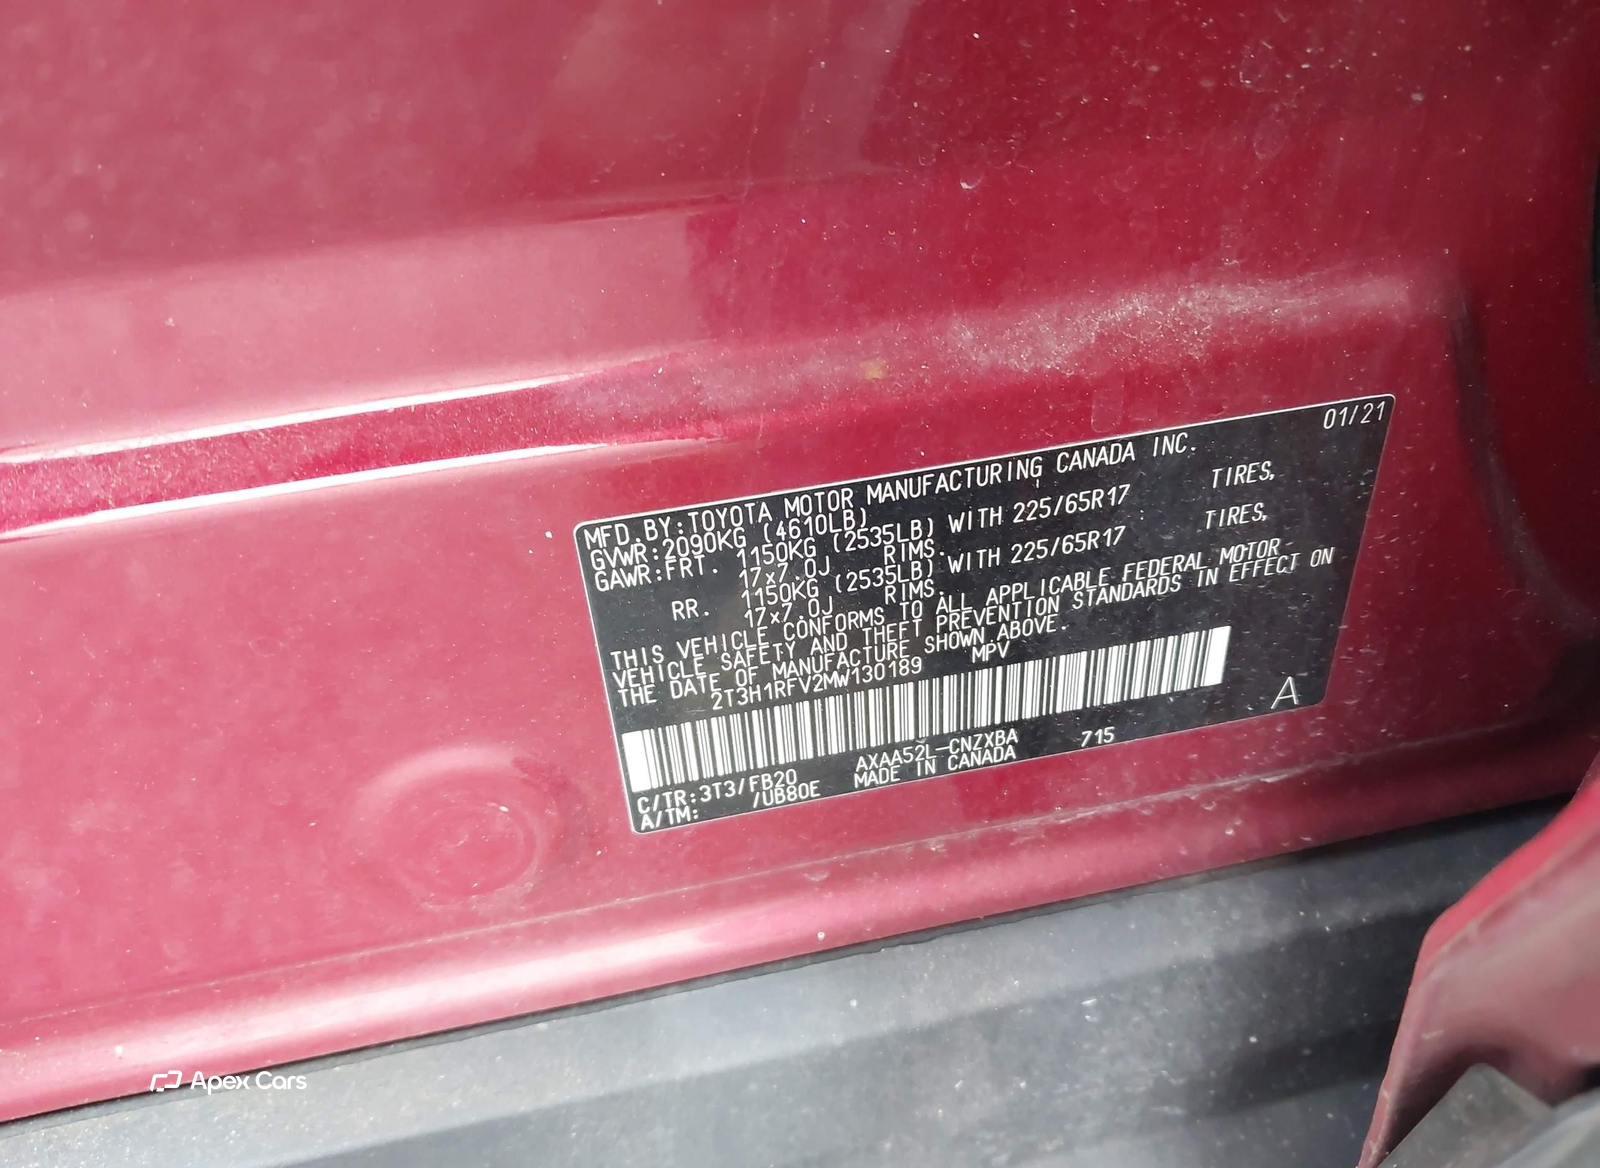 01/21
MFD.BY:TOYOTA MOTOR MANUFACTURING CANADA INC.
GVWR:2090KG (4610LB)
GAWR:FRT. 1150KG (2535LB) WITH 225/65R17 TIRES,
17x7.0J RIMS.
RR. 1150KG (2535LB) WITH 225/65R17 TIRES,
17x7.0J RIMS.
THIS VEHICLE CONFORMS TO ALL APPLICABLE FEDERAL MOTOR
VEHICLE SAFETY AND THEFT PREVENTION STANDARDS IN EFFECT ON
THE DATE OF MANUFACTURE SHOWN ABOVE.
2T3H1RFV2MW130189 MPV
A
C/TR:3T3/FB20 AXAA52L-CNZXBA 715
A/TM: /UB80E MADE IN CANADA
Apex Cars